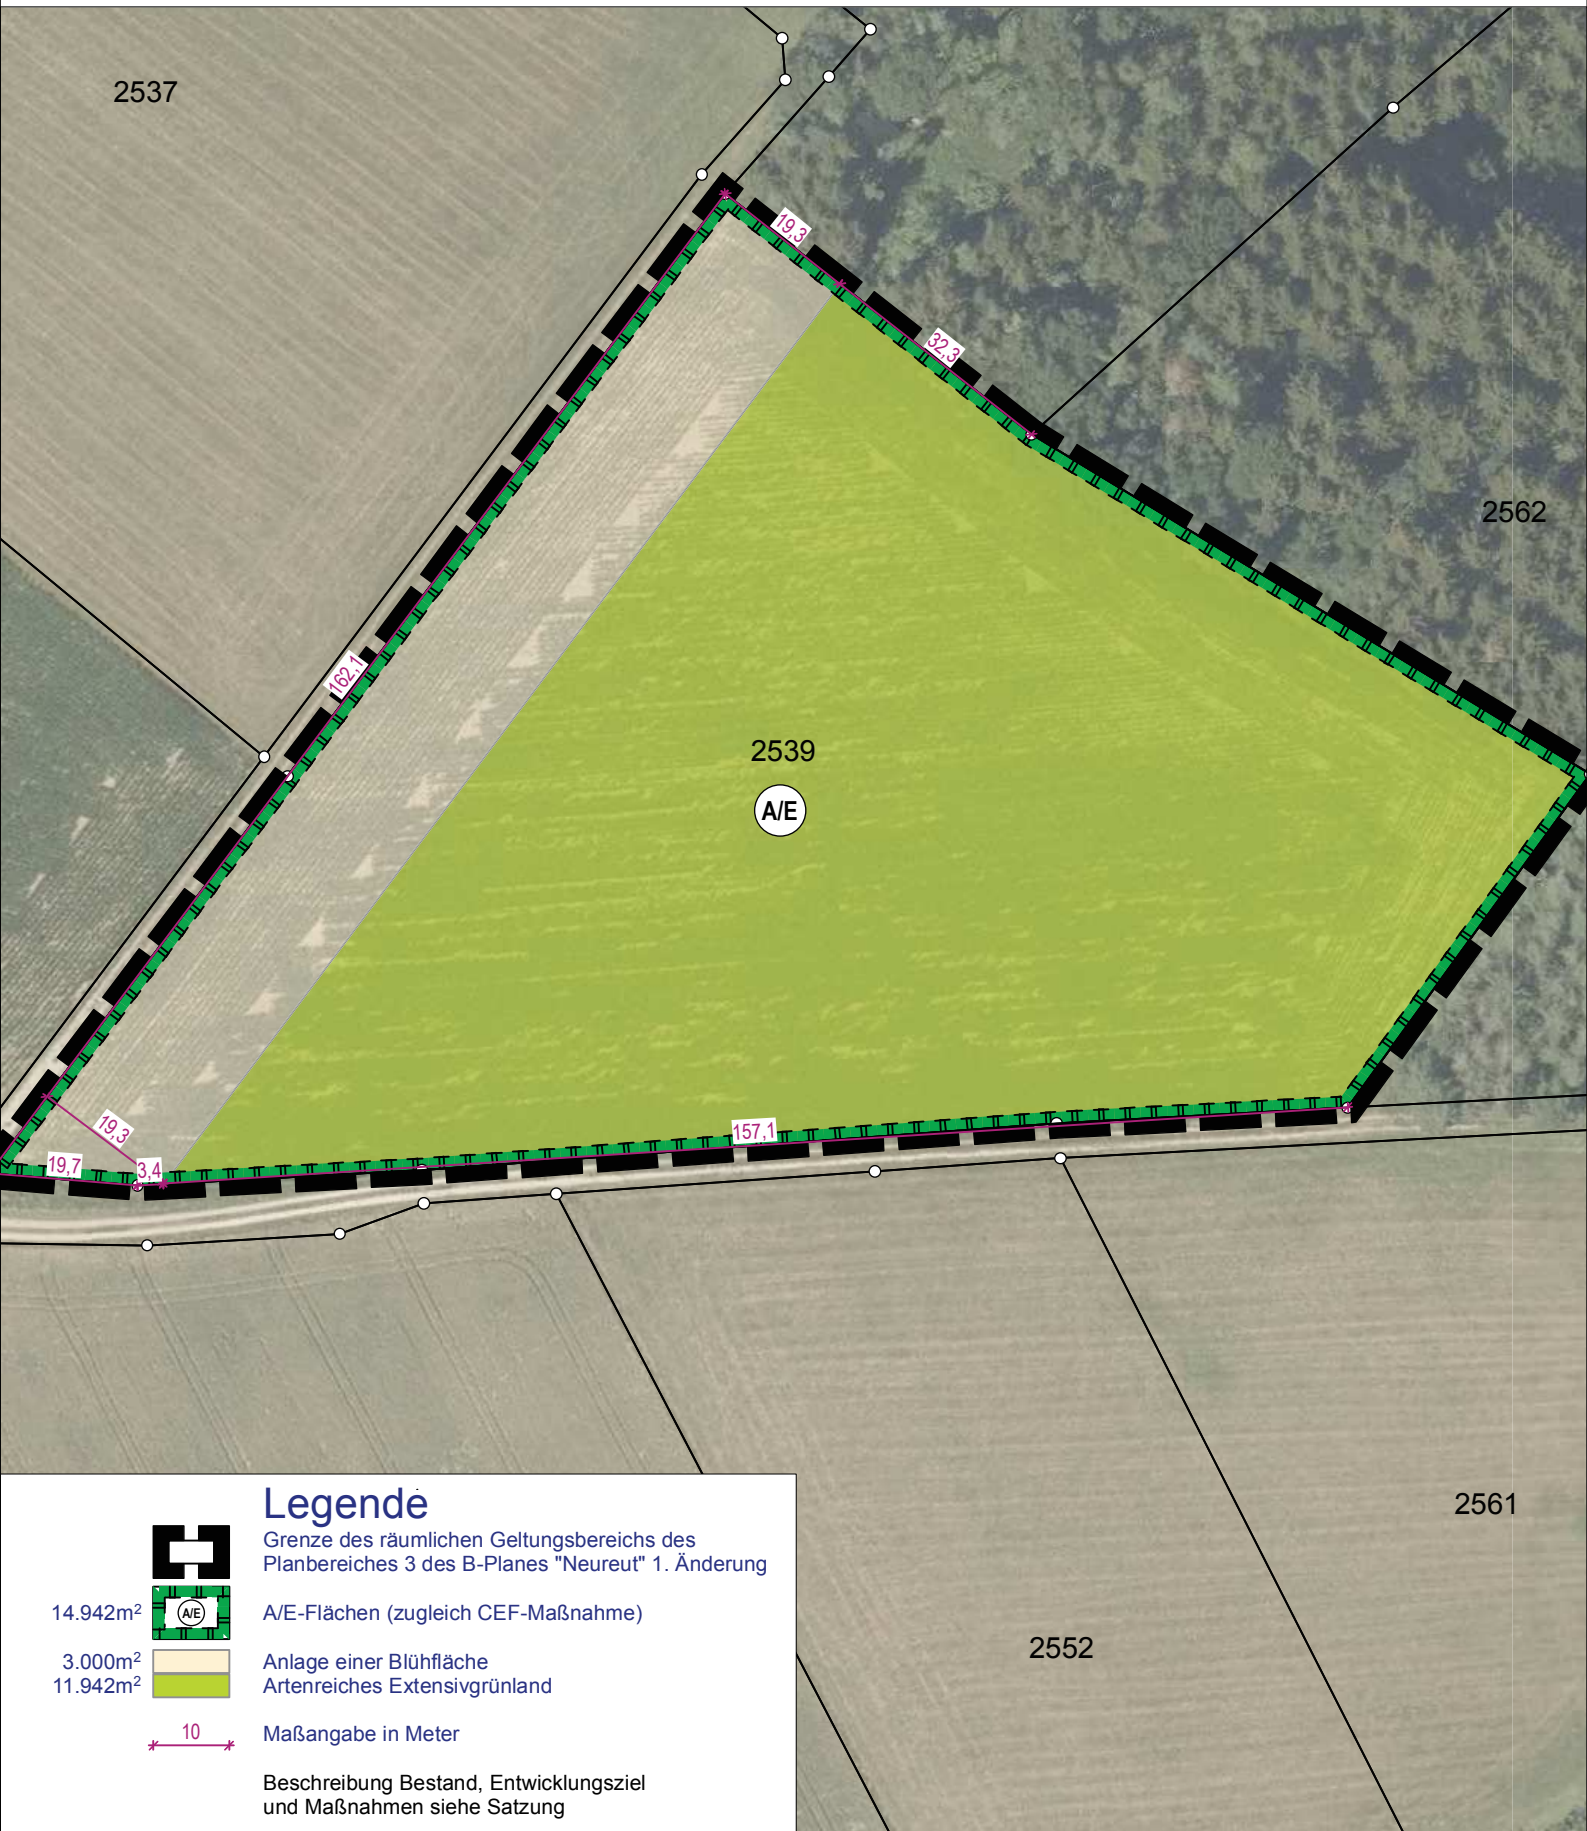 2537
19,3
32,3
2562
162,1
2539
A/E
19,3
157,1
19,7
3,4
2561
2552
Legende
Grenze des räumlichen Geltungsbereichs des
Planbereiches 3 des B-Planes "Neureut" 1. Änderung
14.942m² A/E A/E-Flächen (zugleich CEF-Maßnahme)
3.000m² Anlage einer Blühfläche
11.942m² Artenreiches Extensivgrünland
10 Maßangabe in Meter
Beschreibung Bestand, Entwicklungsziel
und Maßnahmen siehe Satzung